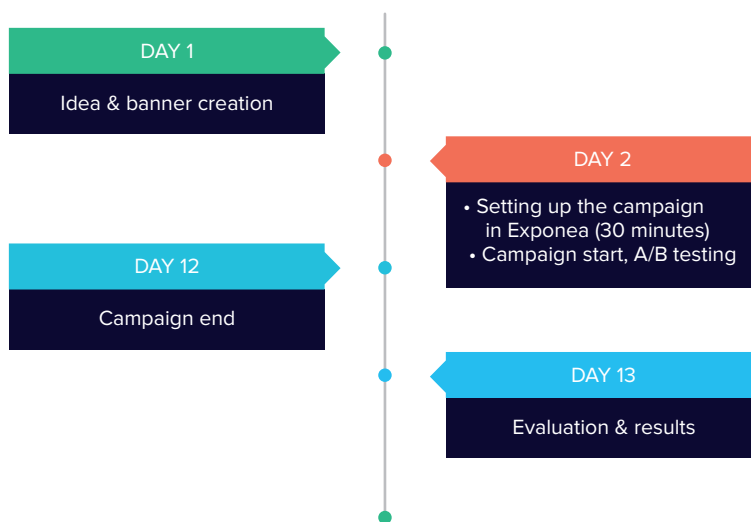 DAY 1
Idea & banner creation
DAY 2
• Setting up the campaign
in Exponea (30 minutes)
• Campaign start, A/B testing
DAY 12
Campaign end
DAY 13
Evaluation & results